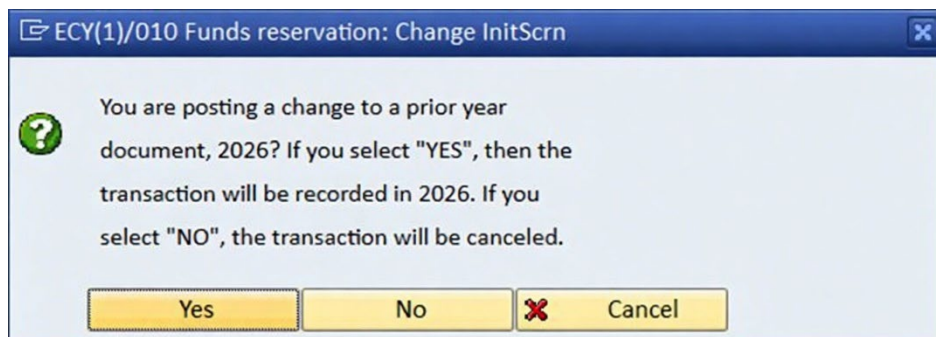 ECY(1)/010 Funds reservation: Change InitScrn
You are posting a change to a prior year
document, 2026? If you select "YES", then the
transaction will be recorded in 2026. If you
select "NO", the transaction will be canceled.
Yes No Cancel